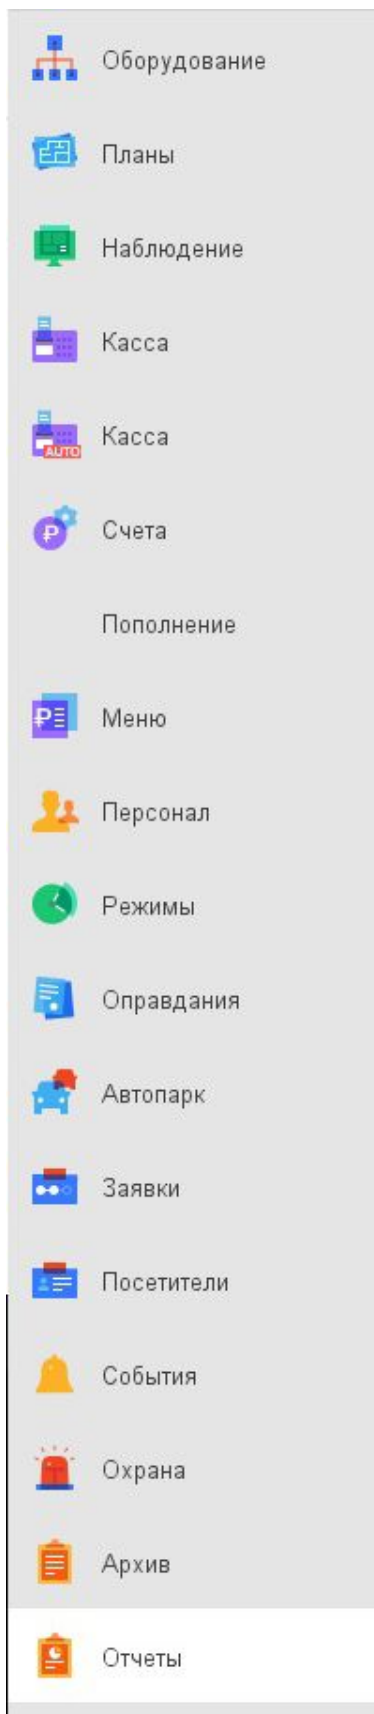 Оборудование
Планы
Наблюдение
Касса
Касса
AUTO
Счета
Пополнение
Меню
Персонал
Режимы
Оправдания
Автопарк
Заявки
Посетители
События
Охрана
Архив
Отчеты